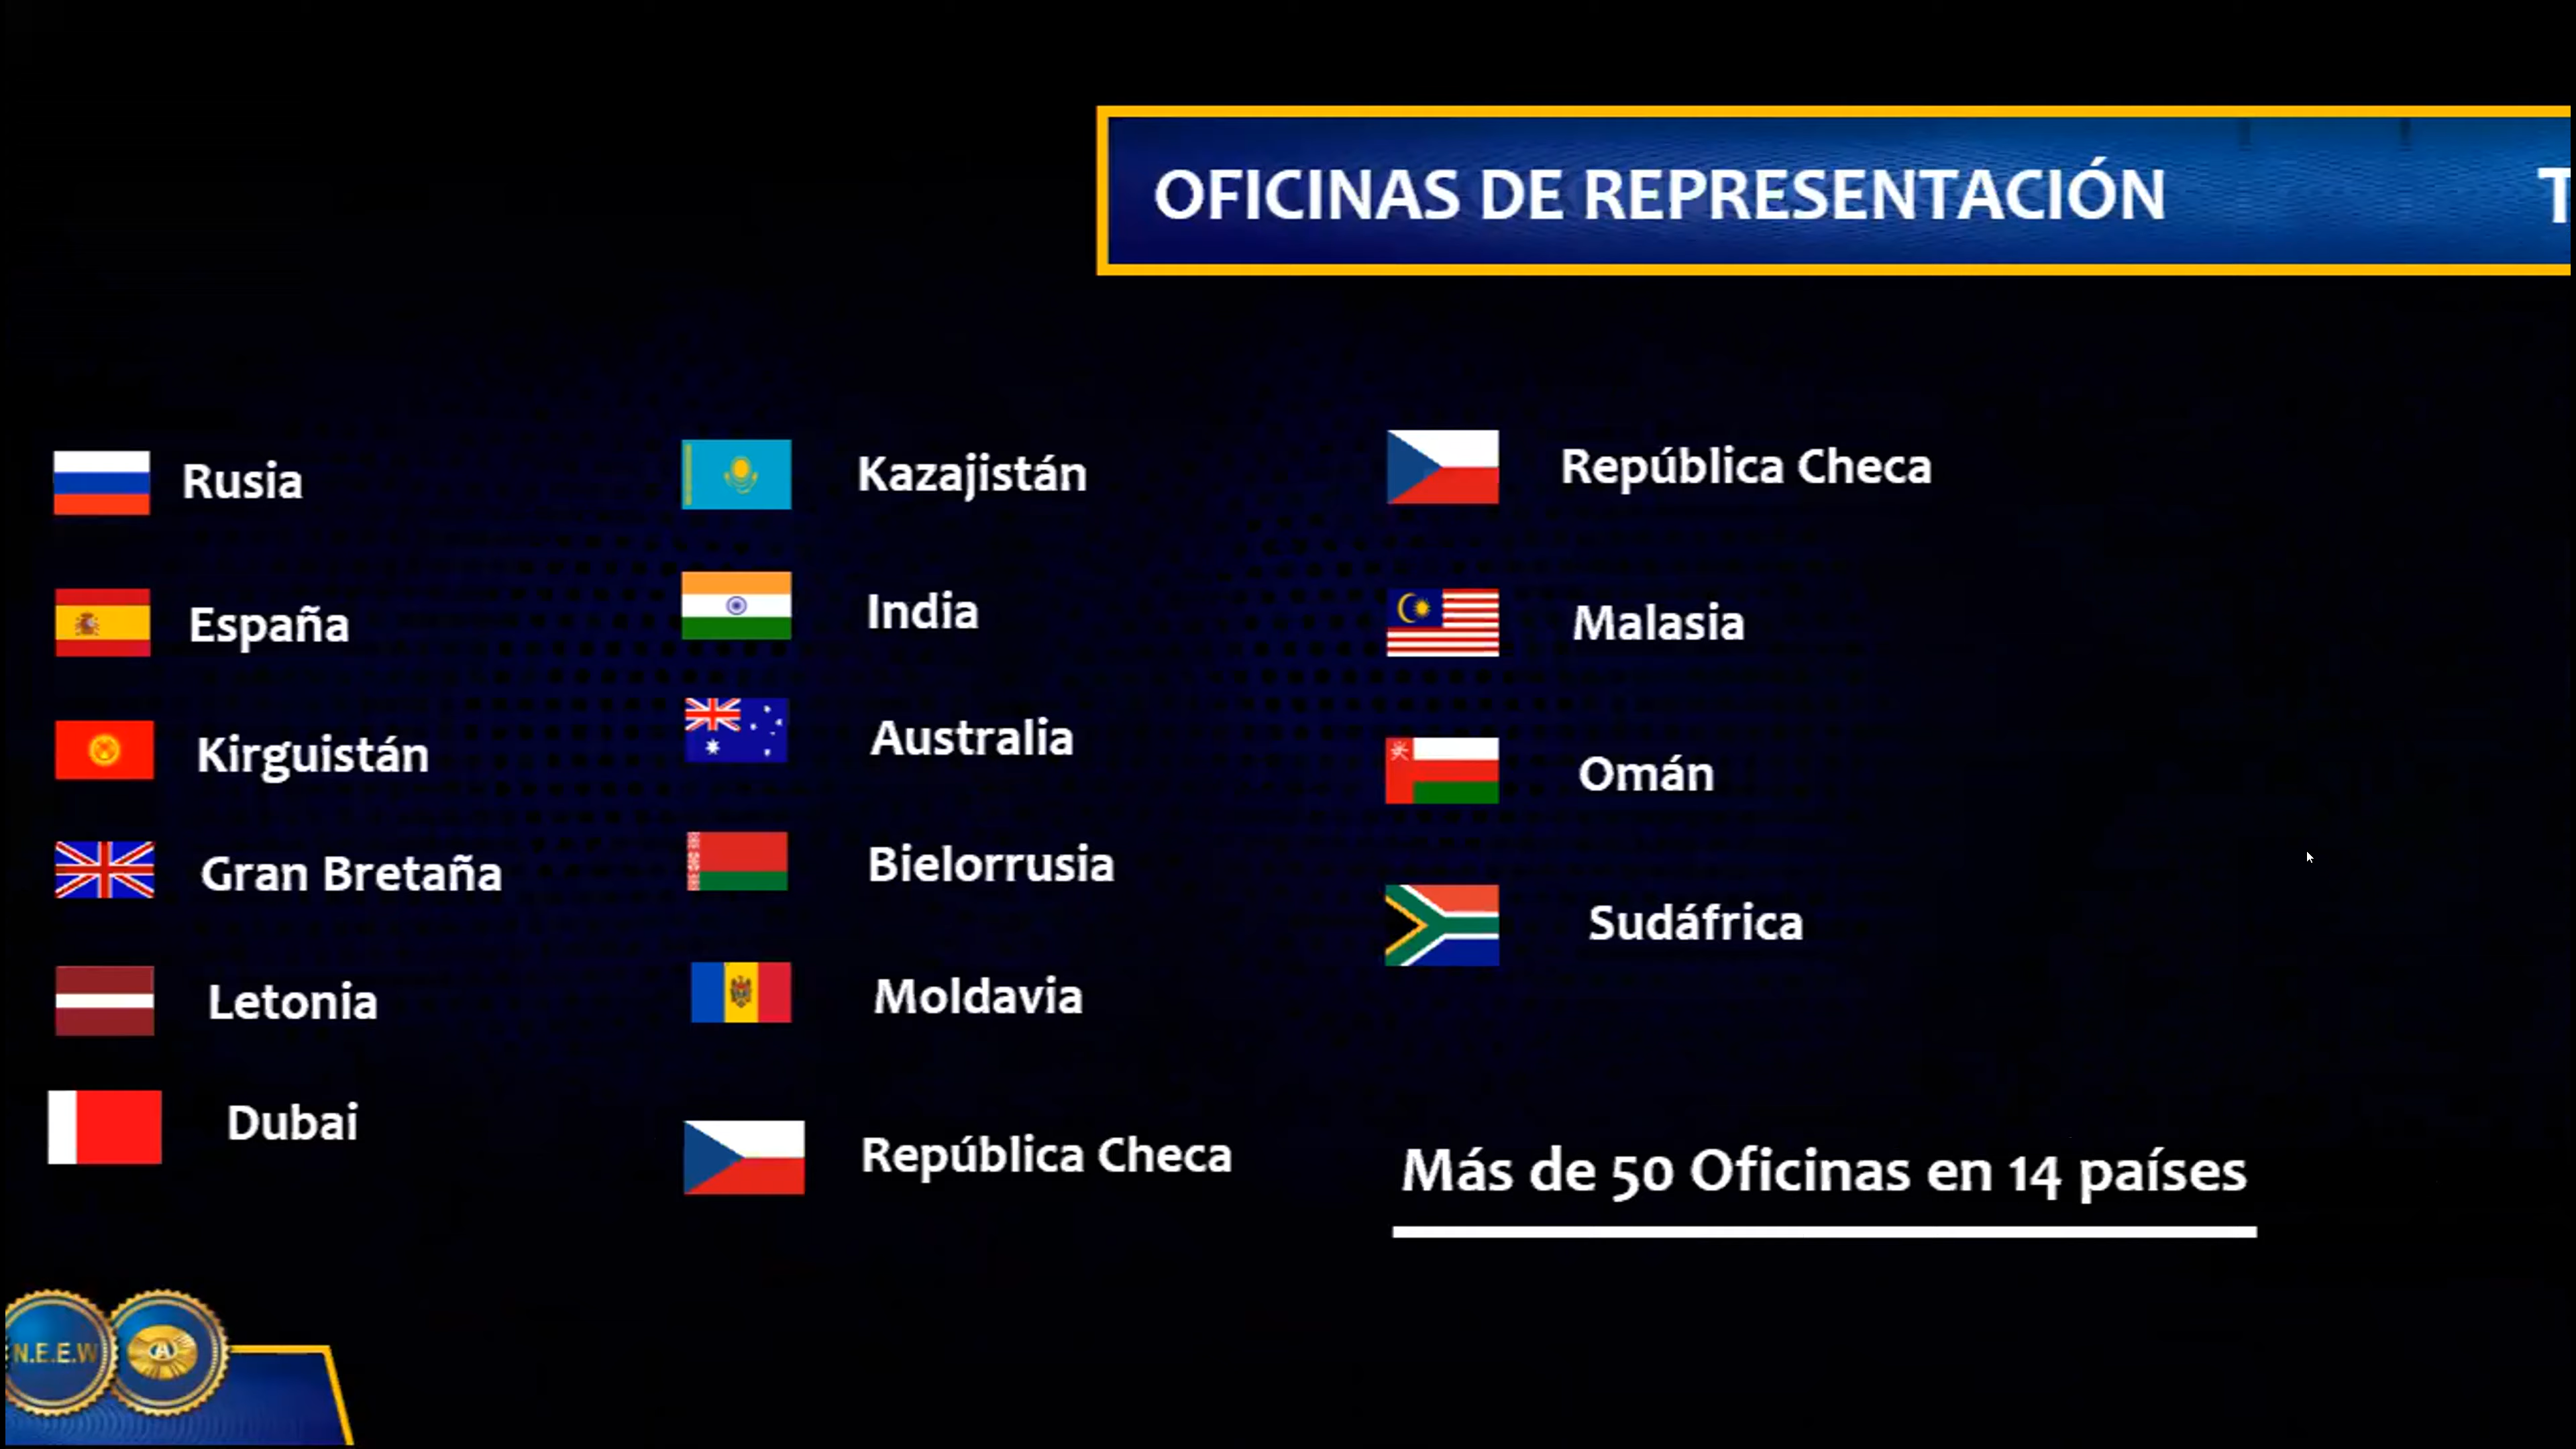 OFICINAS DE REPRESENTACIÓN
T
Rusia
España
Kirguistán
Gran Bretaña
Letonia
Dubai
Kazajistán
India
Australia
Bielorrusia
Moldavia
República Checa
República Checa
Malasia
Omán
Sudáfrica
Más de 50 Oficinas en 14 países
N.E.E.W
A